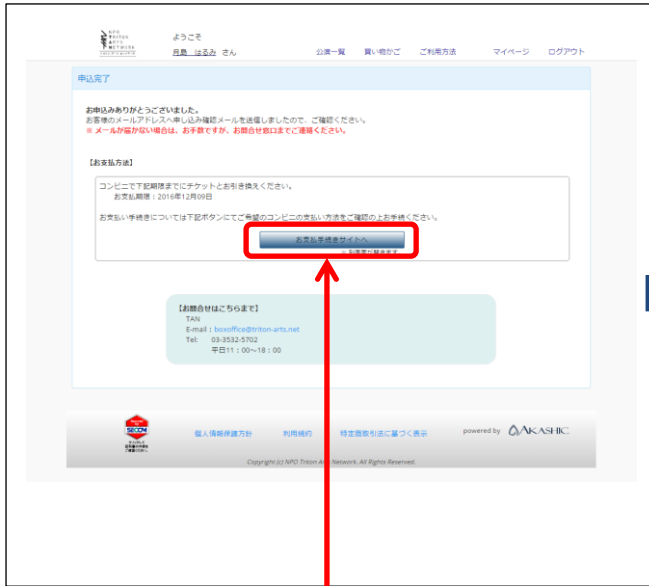 NPO
TRITON
ARTS
NETWORK
ようこそ
月島 はるみ さん
公演一覧 買い物かご ご利用方法 マイページ ログアウト
申込完了
お申込みありがとうございました。
お客様のメールアドレスへ申し込み確認メールを送信しましたので、ご確認ください。
※ メールが届かない場合は、お手数ですが、お問合せ窓口までご連絡ください。
【お支払方法】
コンビニで下記期限までにチケットとお引き換えください。
お支払期限：2016年12月09日
お支払い手続きについては下記ボタンにてご希望のコンビニの支払い方法をご確認の上お手続ください。
お支払手続きサイトへ
※ 別画面が開きます
【お問合せはこちらまで】
TAN
E-mail：boxoffice@triton-arts.net
Tel: 03-3532-5702
平日11：00～18：00
SECOM
個人情報保護方針 利用規約 特定商取引法に基づく表示 powered by AKASHIC
Copyright (c) NPO Triton Arts Network. All Rights Reserved.